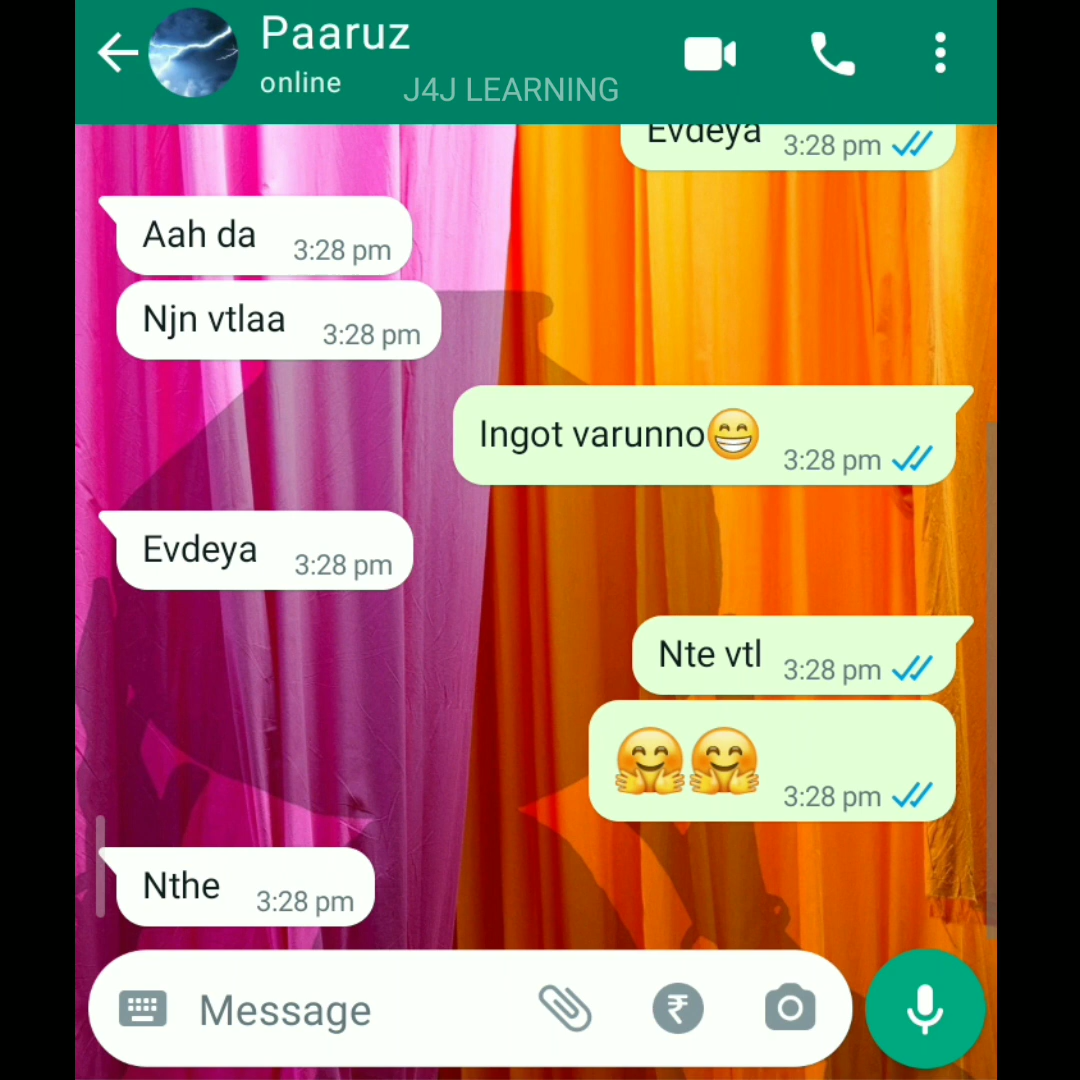 Paaruz
online
J4J LEARNING
Evdeya 3:28 pm
Aah da 3:28 pm
Njn vtlaa 3:28 pm
Ingot varunno😁 3:28 pm
Evdeya 3:28 pm
Nte vtl 3:28 pm
🤗🤗 3:28 pm
Nthe 3:28 pm
Message